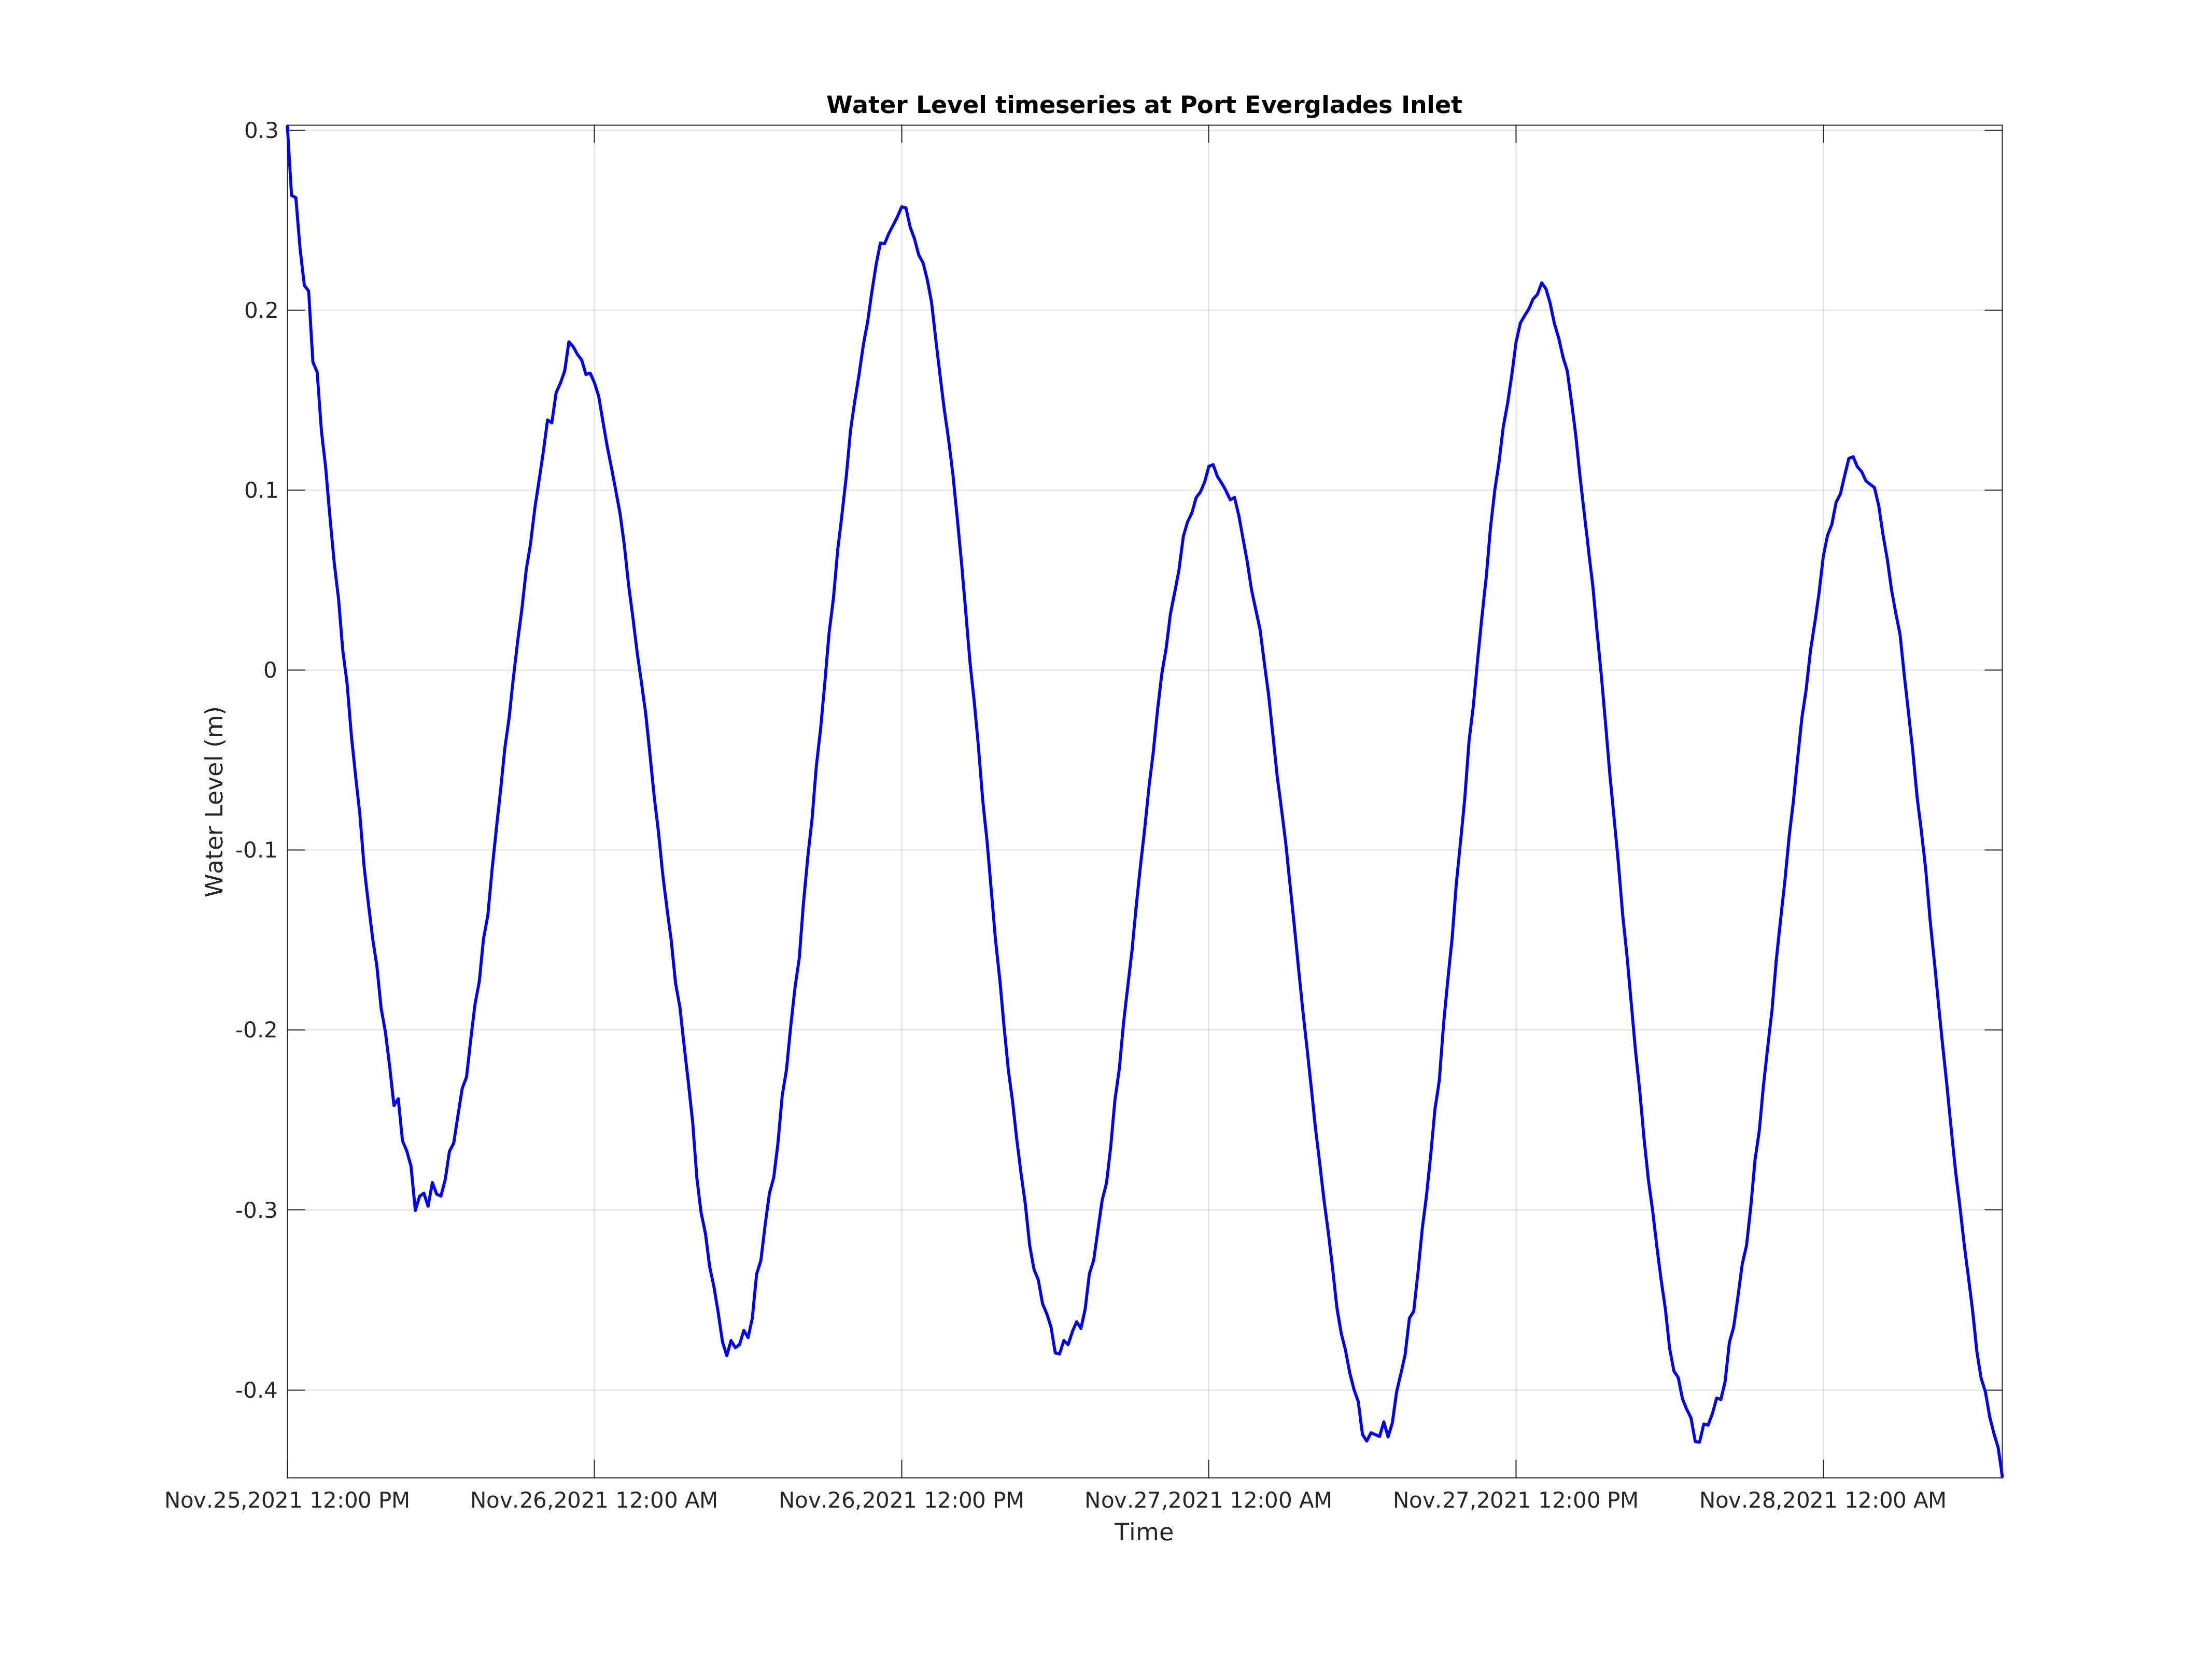 Water Level timeseries at Port Everglades Inlet
0.3
0.2
0.1
0
-0.1
-0.2
-0.3
-0.4
Water Level (m)
Nov.25,2021 12:00 PM Nov.26,2021 12:00 AM Nov.26,2021 12:00 PM Nov.27,2021 12:00 AM Nov.27,2021 12:00 PM Nov.28,2021 12:00 AM
Time